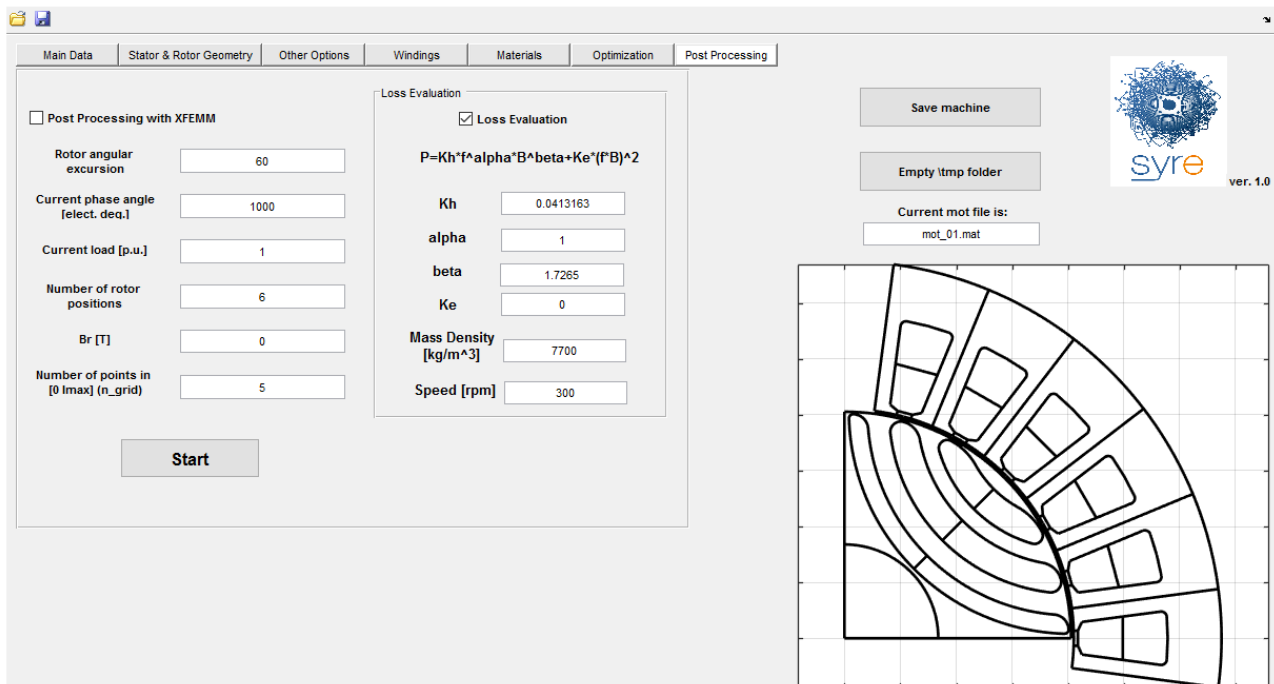 Main Data
Stator & Rotor Geometry
Other Options
Windings
Materials
Optimization
Post Processing
Post Processing with XFEMM
Rotor angular
excursion
60
Current phase angle
[elect. deg.]
1000
Current load [p.u.]
1
Number of rotor
positions
6
Br [T]
0
Number of points in
[0 Imax] (n_grid)
5
Start
Loss Evaluation
Loss Evaluation
P=Kh*f^alpha*B^beta+Ke*(f*B)^2
Kh
0.0413163
alpha
1
beta
1.7265
Ke
0
Mass Density
[kg/m^3]
7700
Speed [rpm]
300
Save machine
Empty \tmp folder
Current mot file is:
mot_01.mat
syre
ver. 1.0